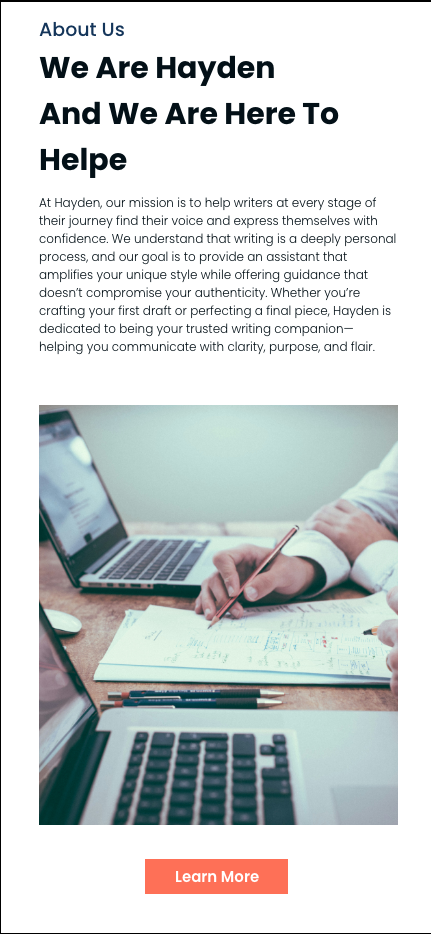 About Us
We Are Hayden
And We Are Here To
Helpe
At Hayden, our mission is to help writers at every stage of
their journey find their voice and express themselves with
confidence. We understand that writing is a deeply personal
process, and our goal is to provide an assistant that
amplifies your unique style while offering guidance that
doesn’t compromise your authenticity. Whether you’re
crafting your first draft or perfecting a final piece, Hayden is
dedicated to being your trusted writing companion—
helping you communicate with clarity, purpose, and flair.
Learn More